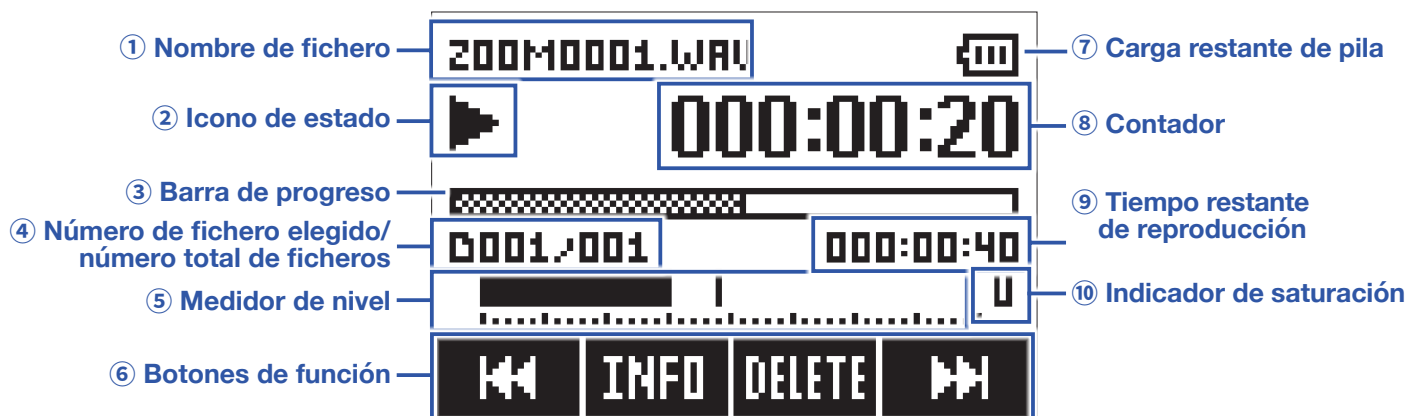 ① Nombre de fichero
ZOOM0001.WAV
⑦ Carga restante de pila
② Icono de estado
000:00:20
⑧ Contador
③ Barra de progreso
⑨ Tiempo restante
de reproducción
④ Número de fichero elegido/
número total de ficheros
001/001
000:00:40
⑤ Medidor de nivel
⑩ Indicador de saturación
⑥ Botones de función
INFO
DELETE